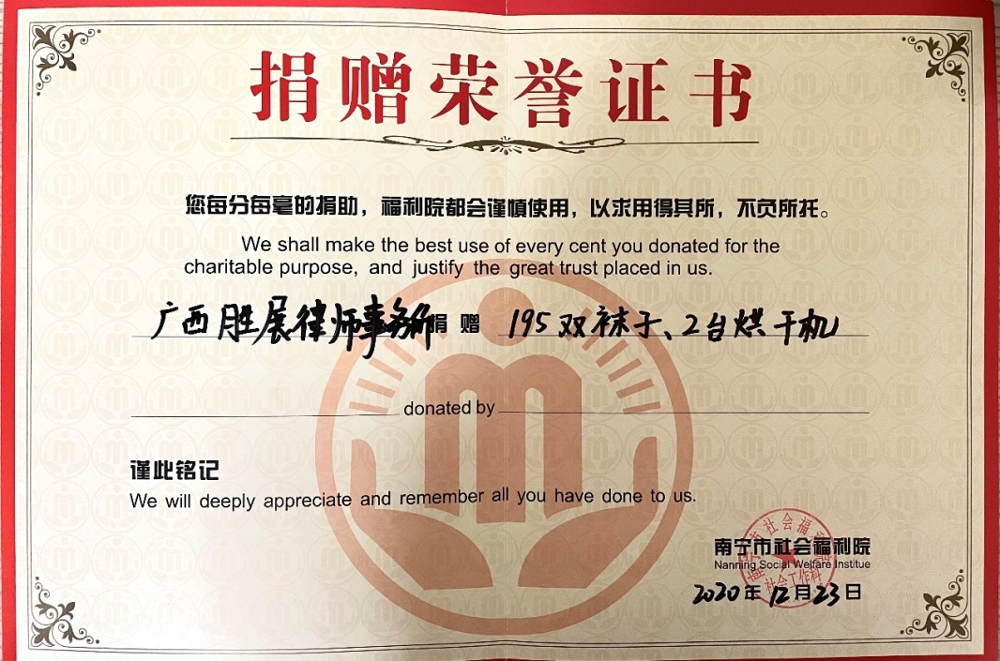 捐赠荣誉证书
您每分每毫的捐助，福利院都会谨慎使用，以求用得其所，不负所托。
We shall make the best use of every cent you donated for the
charitable purpose, and justify the great trust placed in us.
广西胜展律师事务所捐赠 195双袜子、2台烘干机
donated by
谨此铭记
We will deeply appreciate and remember all you have done to us.
南宁市社会福利院
Nanning Social Welfare Institue
社会工作科
2020年12月23日